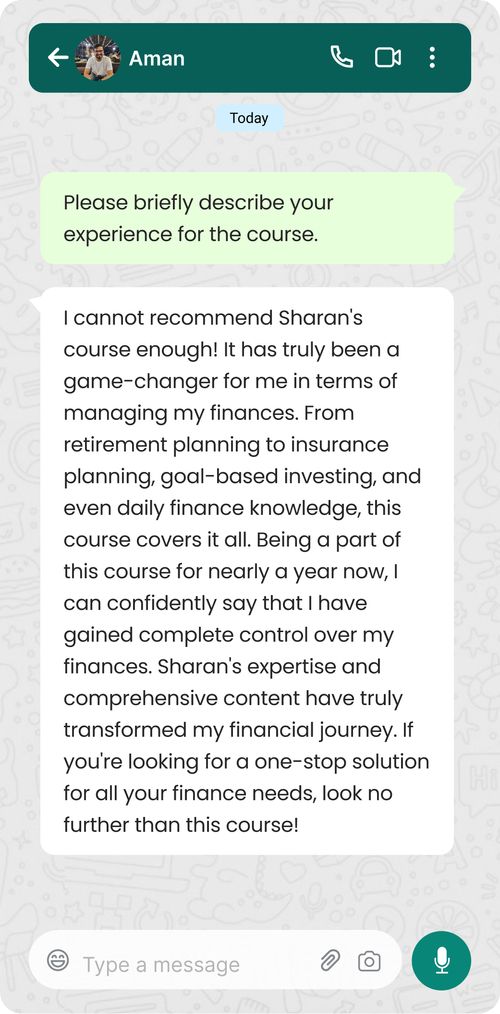 Aman
Today
Please briefly describe your
experience for the course.
I cannot recommend Sharan's
course enough! It has truly been a
game-changer for me in terms of
managing my finances. From
retirement planning to insurance
planning, goal-based investing, and
even daily finance knowledge, this
course covers it all. Being a part of
this course for nearly a year now, I
can confidently say that I have
gained complete control over my
finances. Sharan's expertise and
comprehensive content have truly
transformed my financial journey. If
you're looking for a one-stop solution
for all your finance needs, look no
further than this course!
Type a message